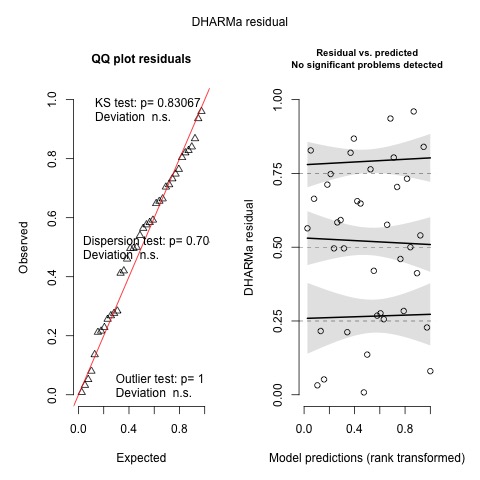 DHARMa residual
QQ plot residuals
KS test: p= 0.83067
Deviation n.s.
Dispersion test: p= 0.70
Deviation n.s.
Outlier test: p= 1
Deviation n.s.
Observed
0.0 0.2 0.4 0.6 0.8 1.0
0.0 0.4 0.8
Expected
Residual vs. predicted
No significant problems detected
DHARMa residual
0.00 0.25 0.50 0.75 1.00
0.0 0.4 0.8
Model predictions (rank transformed)